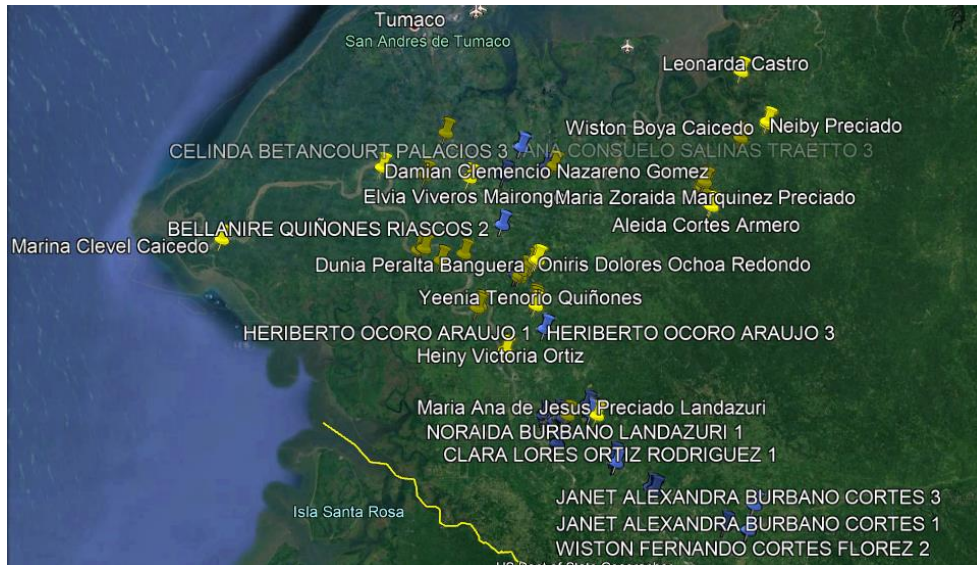 Tumaco
San Andres de Tumaco
Leonarda Castro
Wiston Boya Caicedo Neiby Preciado
CELINDA BETANCOURT PALACIOS 3 ANA CONSUELO SALINAS TRAETTO 3
Damian Clemencio Nazareno Gomez
Elvia Viveros Mairongo Maria Zoraida Marquinez Preciado
Aleida Cortes Armero
BELLANIRE QUIÑONES RIASCOS 2
Marina Clevel Caicedo
Dunia Peralta Banguera Oniris Dolores Ochoa Redondo
Yeenia Tenorio Quiñones
HERIBERTO OCORO ARAUJO 1 HERIBERTO OCORO ARAUJO 3
Heiny Victoria Ortiz
Maria Ana de Jesus Preciado Landazuri
NORAIDA BURBANO LANDAZURI 1
CLARA LORES ORTIZ RODRIGUEZ 1
JANET ALEXANDRA BURBANO CORTES 3
Isla Santa Rosa
JANET ALEXANDRA BURBANO CORTES 1
WISTON FERNANDO CORTES FLOREZ 2